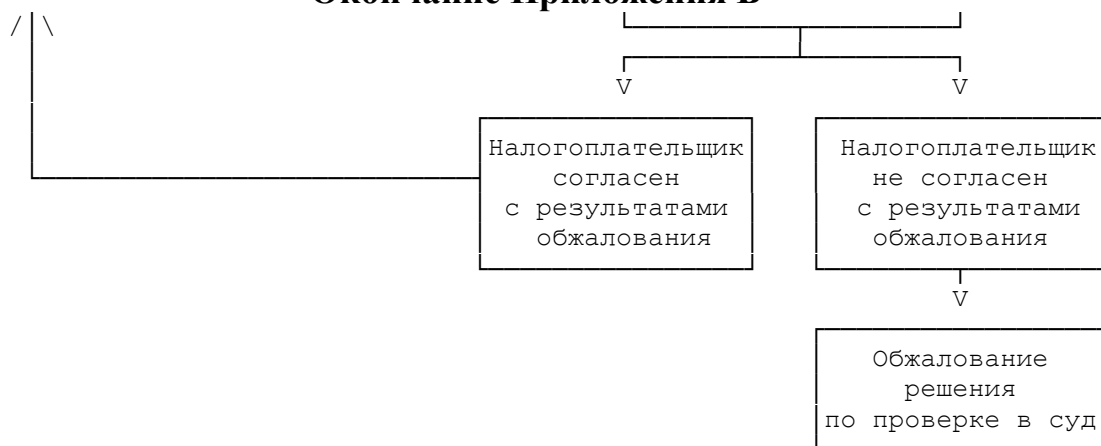 Окончание Приложения В
/ \
V V
Налогоплательщик
согласен
с результатами
обжалования
Налогоплательщик
не согласен
с результатами
обжалования
V
Обжалование
решения
по проверке в суд